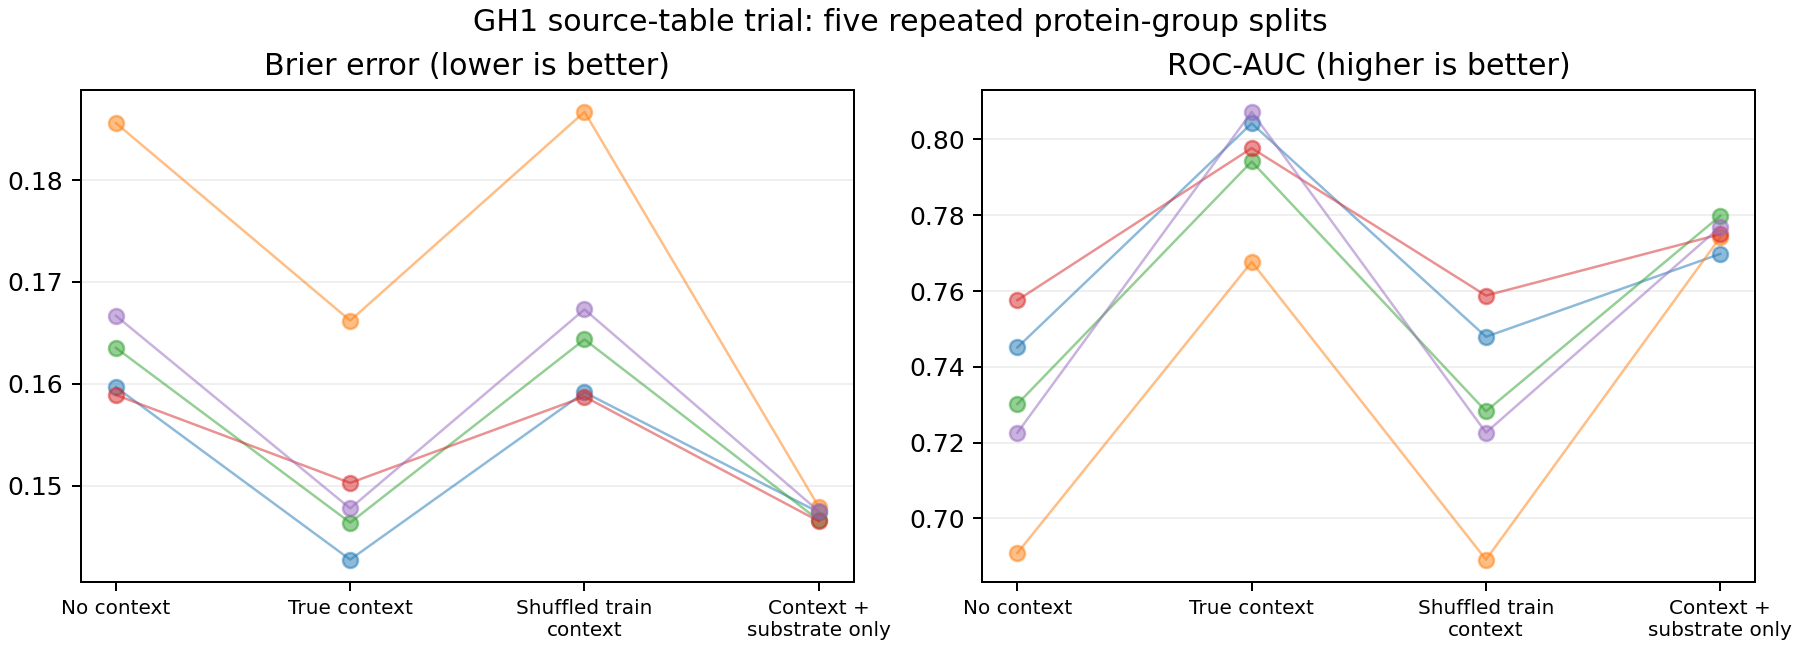 GH1 source-table trial: five repeated protein-group splits
Brier error (lower is better)
0.18
0.17
0.16
0.15
No context
True context
Shuffled train
context
Context +
substrate only
ROC-AUC (higher is better)
0.80
0.78
0.76
0.74
0.72
0.70
No context
True context
Shuffled train
context
Context +
substrate only